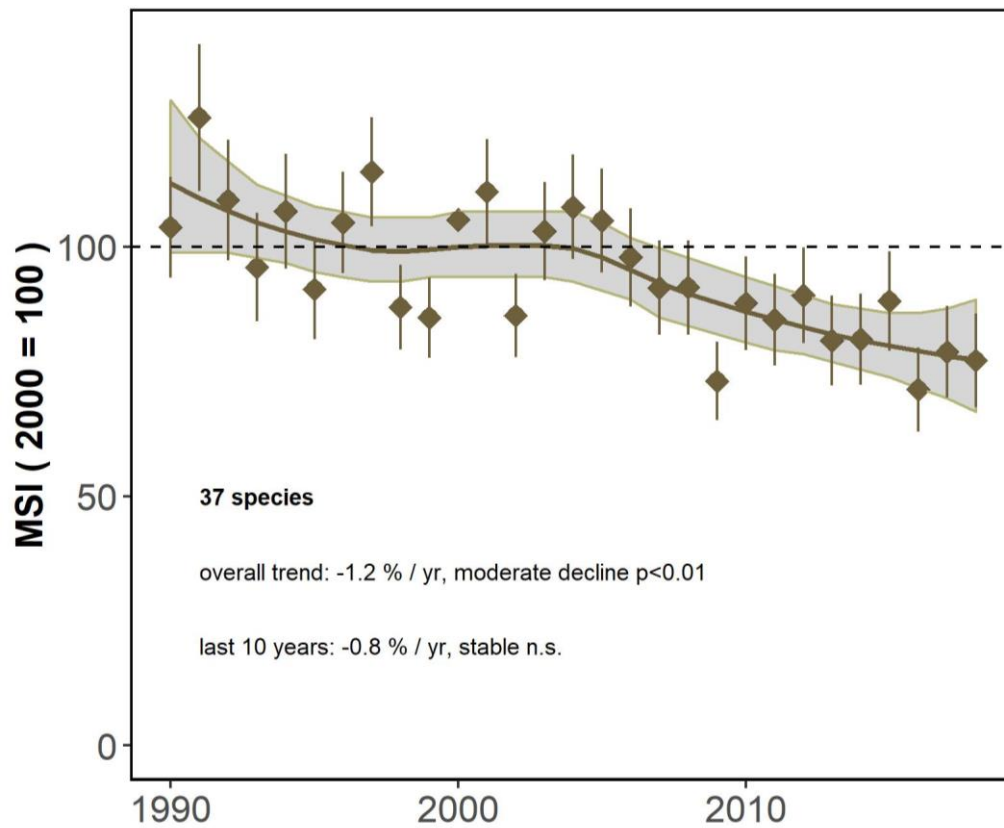 MSI ( 2000 = 100 )
100
50
0
37 species
overall trend: -1.2 % / yr, moderate decline p<0.01
last 10 years: -0.8 % / yr, stable n.s.
1990 2000 2010